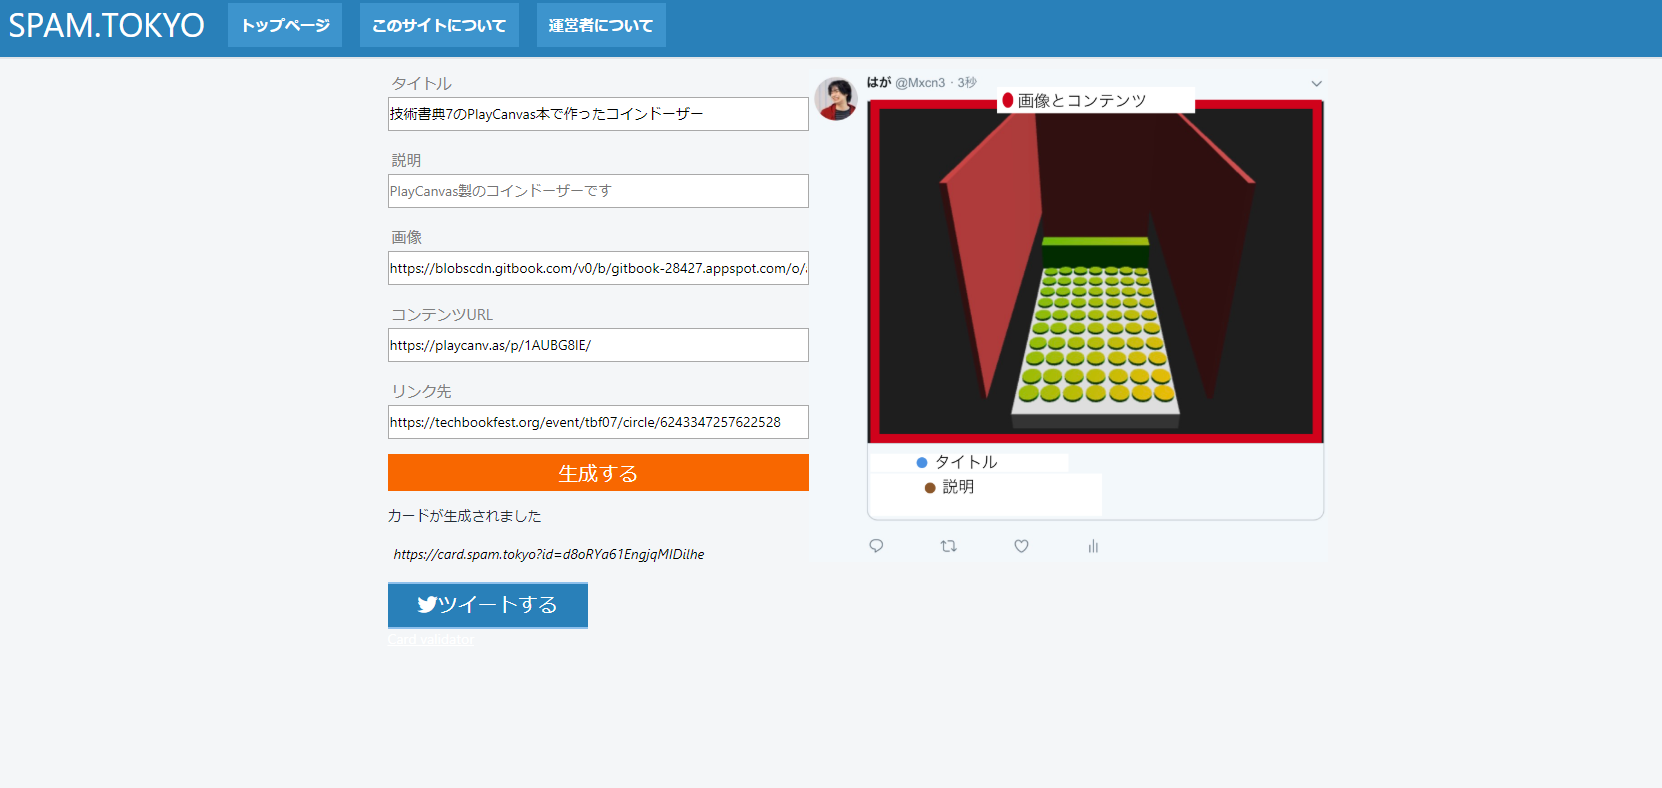 SPAM.TOKYO トップページ このサイトについて 運営者について
タイトル
技術書典7のPlayCanvas本で作ったコインドーザー
説明
PlayCanvas製のコインドーザーです
画像
https://blobscdn.gitbook.com/v0/b/gitbook-28427.appspot.com/o/
コンテンツURL
https://playcanv.as/p/1AUBG8IE/
リンク先
https://techbookfest.org/event/tbf07/circle/6243347257622528
生成する
カードが生成されました
https://card.spam.tokyo?id=d8oRYa61EngjqMIDilhe
ツイートする
Card validator
はが @Mxcn3 · 3秒
画像とコンテンツ
タイトル
説明